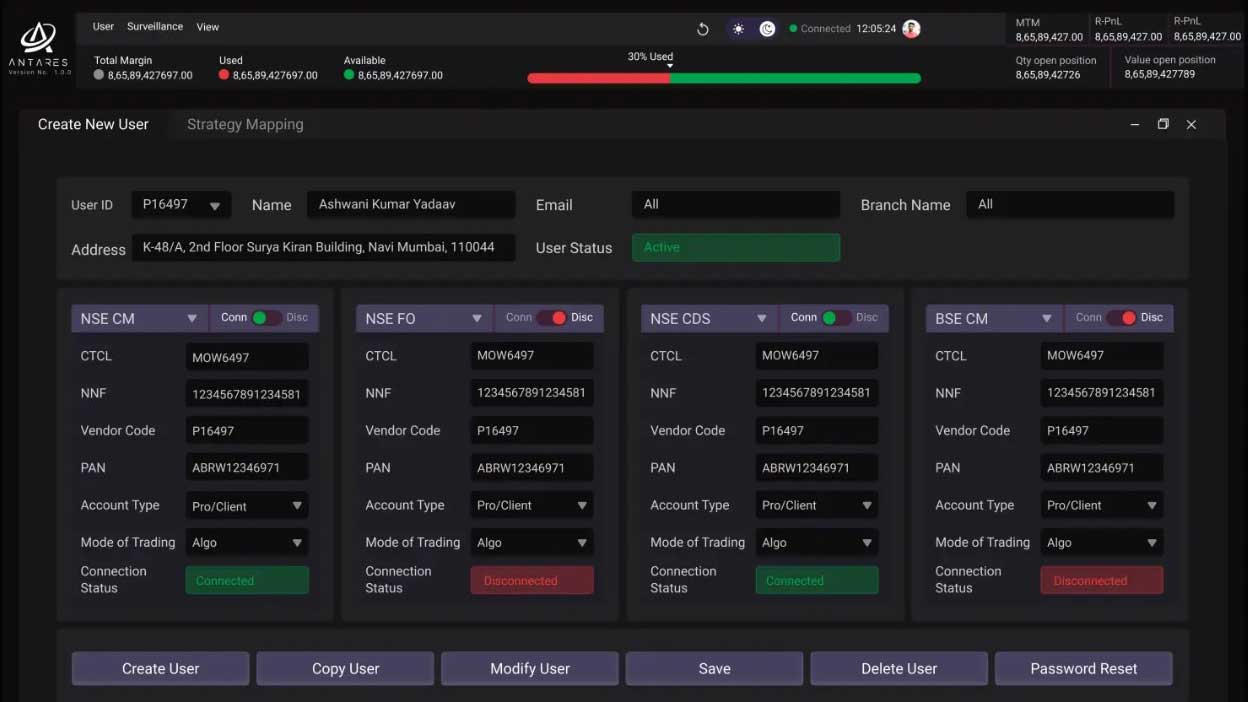 User Surveillance View
Connected 12:05:24
MTM R-PnL R-PnL
8,65,89,427.00 8,65,89,427.00 8,65,89,427.00
ANTARES
Version No. 1.0.0
Total Margin Used Available
8,65,89,427697.00 8,65,89,427697.00 8,65,89,427697.00
30% Used
Qty open position Value open position
8,65,89,42726 8,65,89,427789
Create New User Strategy Mapping
User ID P16497 Name Ashwani Kumar Yadaav Email All Branch Name All
Address K-48/A, 2nd Floor Surya Kiran Building, Navi Mumbai, 110044 User Status Active
NSE CM Conn Disc NSE FO Conn Disc NSE CDS Conn Disc BSE CM Conn Disc
CTCL MOW6497 CTCL MOW6497 CTCL MOW6497 CTCL MOW6497
NNF 1234567891234581 NNF 1234567891234581 NNF 1234567891234581 NNF 1234567891234581
Vendor Code P16497 Vendor Code P16497 Vendor Code P16497 Vendor Code P16497
PAN ABRW12346971 PAN ABRW12346971 PAN ABRW12346971 PAN ABRW12346971
Account Type Pro/Client Account Type Pro/Client Account Type Pro/Client Account Type Pro/Client
Mode of Trading Algo Mode of Trading Algo Mode of Trading Algo Mode of Trading Algo
Connection Status Connected Connection Status Disconnected Connection Status Connected Connection Status Disconnected
Create User Copy User Modify User Save Delete User Password Reset